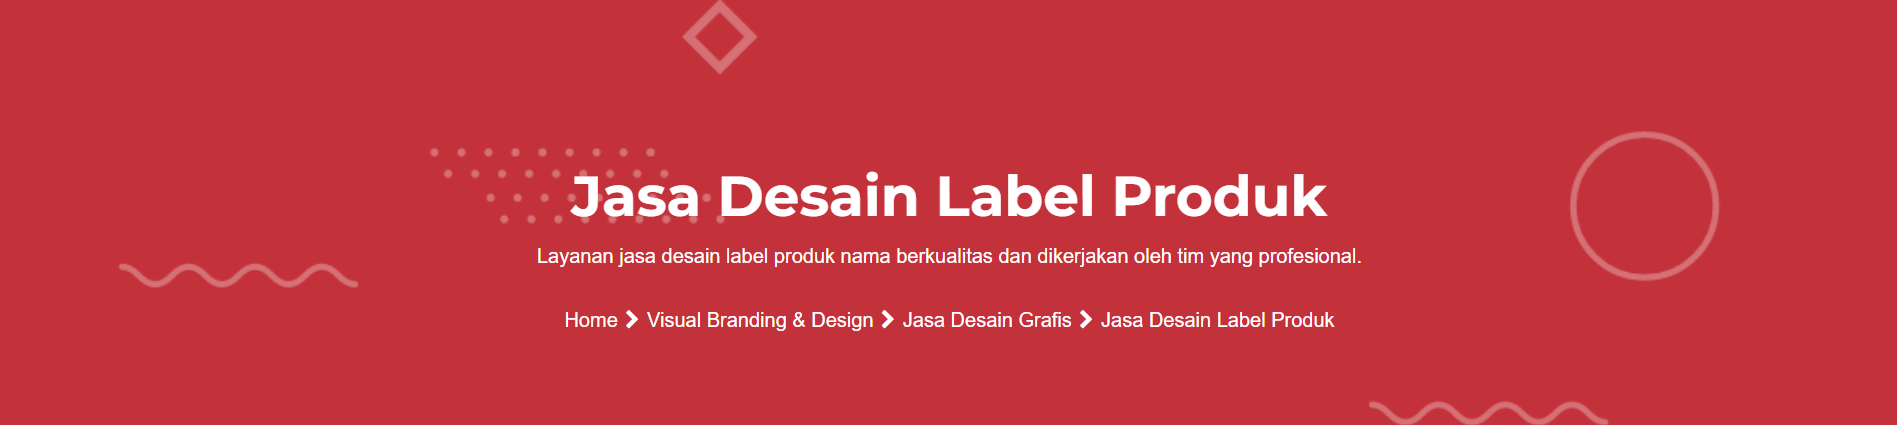 Jasa Desain Label Produk
Layanan jasa desain label produk nama berkualitas dan dikerjakan oleh tim yang profesional.
Home > Visual Branding & Design > Jasa Desain Grafis > Jasa Desain Label Produk